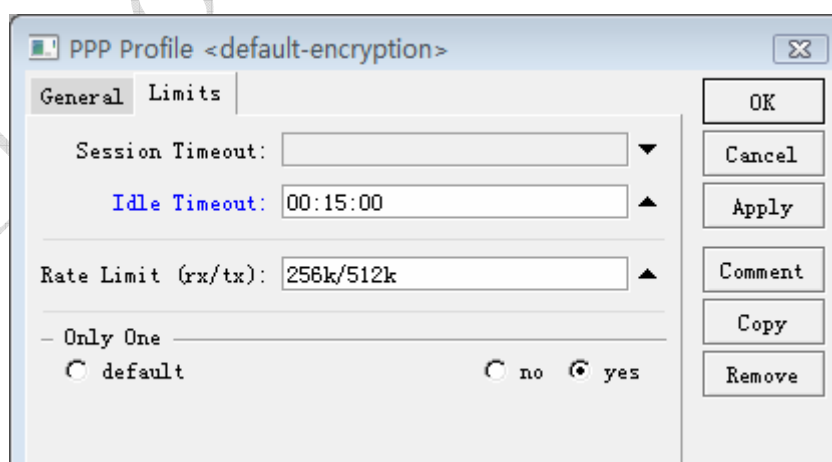 PPP Profile <default-encryption>
General Limits
OK
Session Timeout:
Cancel
Idle Timeout: 00:15:00
Apply
Rate Limit (rx/tx): 256k/512k
Comment
Only One
Copy
default no yes
Remove